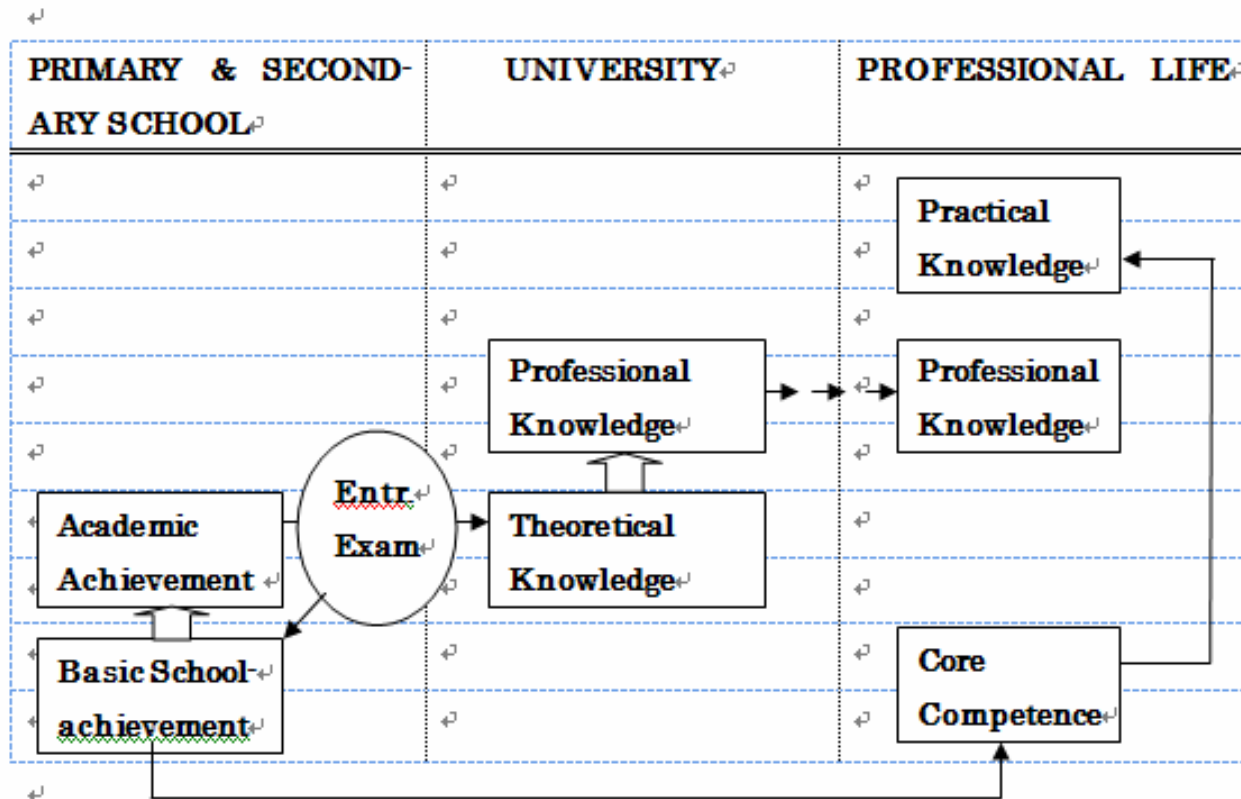 PRIMARY & SECOND-
ARY SCHOOL
UNIVERSITY
PROFESSIONAL LIFE
Practical
Knowledge
Professional
Knowledge
Professional
Knowledge
Entr.
Exam
Academic
Achievement
Theoretical
Knowledge
Basic School-
achievement
Core
Competence